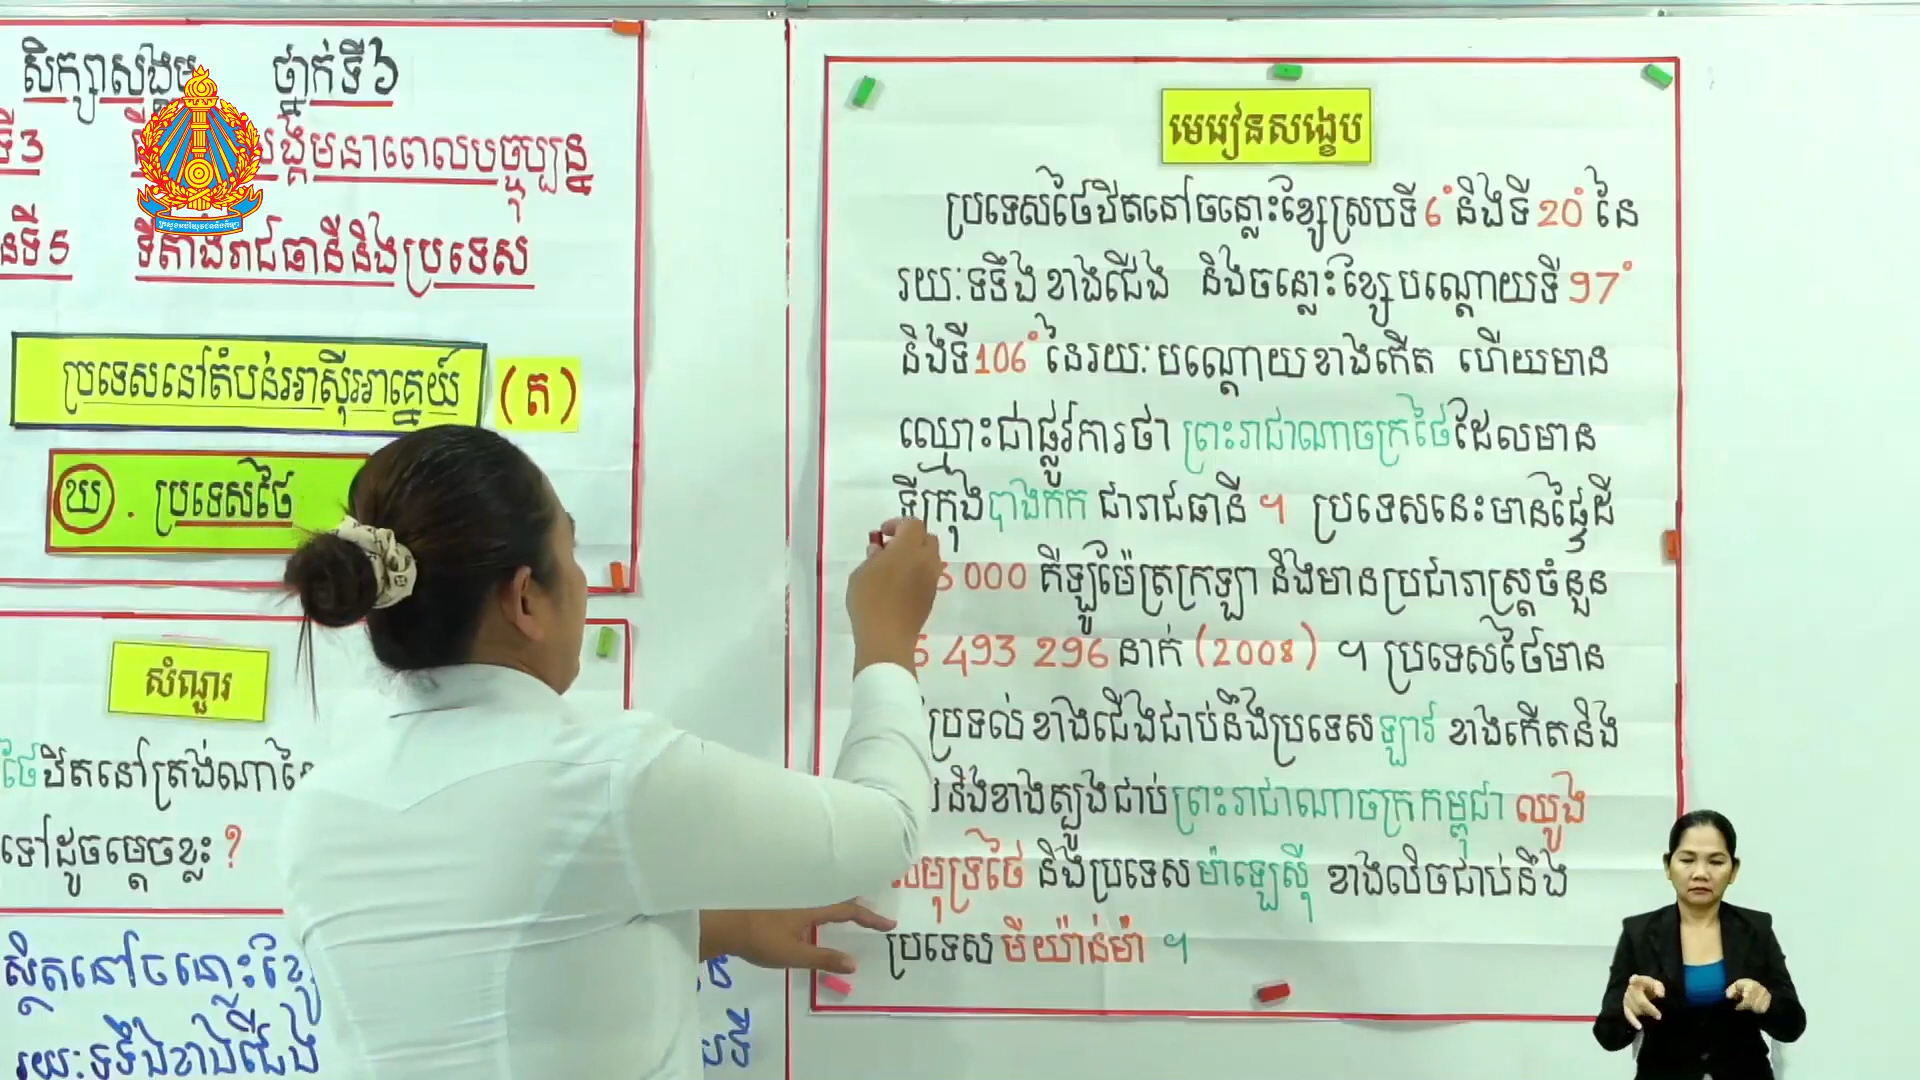 សិក្សាសង្គម ថ្នាក់ទី៦
ទី3 សង្គមនាពេលបច្ចុប្បន្ន
នទី5 ទីតាំងរាជធានីនិងប្រទេស
ប្រទេសនៅតំបន់អាស៊ីអាគ្នេយ៍ (ត)
ឃ . ប្រទេសថៃ
សំណួរ
ថៃឋិតនៅត្រង់ណា
ទៅដូចម្តេចខ្លះ?
ស្ថិតនៅចន្លោះខ្សែ
រយៈទទឹងខាងជើង
មេរៀនសង្ខេប
ប្រទេសថៃឋិតនៅចន្លោះខ្សែស្របទី 6° និងទី 20° នៃ
រយៈទទឹងខាងជើង និងចន្លោះខ្សែបណ្តោយទី 97°
និងទី 106° នៃរយៈបណ្តោយខាងកើត ហើយមាន
ឈ្មោះជាផ្លូវការថា ព្រះរាជាណាចក្រថៃដែលមាន
ទីក្រុងបាងកក ជារាជធានី ។ ប្រទេសនេះមានផ្ទៃដី
000 គីឡូម៉ែត្រក្រឡា និងមានប្រជារាស្ត្រចំនួន
5 493 296 នាក់ (2008) ។ ប្រទេសថៃមាន
ប្រទល់ខាងជើងជាប់នឹងប្រទេសឡាវ ខាងកើតនិង
និងខាងត្បូងជាប់ព្រះរាជាណាចក្រកម្ពុជា ឈូង
សមុទ្រថៃ និងប្រទេសម៉ាឡេស៊ី ខាងលិចជាប់នឹង
ប្រទេស មីយ៉ាន់ម៉ា ។